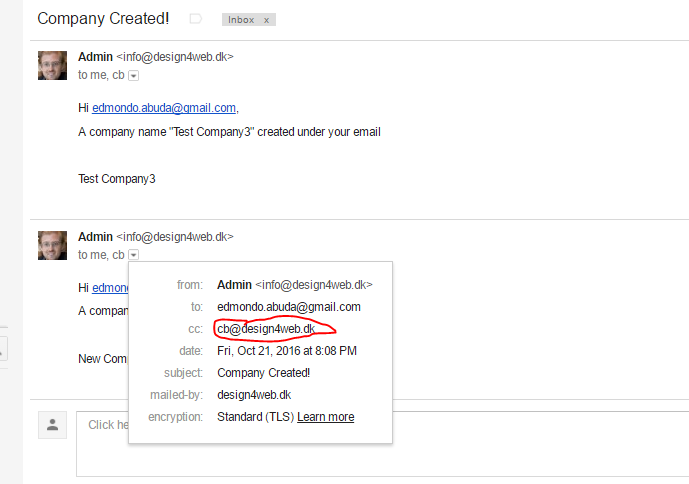 Company Created! Inbox x
Admin <info@design4web.dk>
to me, cb
Hi edmondo.abuda@gmail.com,
A company name "Test Company3" created under your email
Test Company3
Admin <info@design4web.dk>
to me, cb
from: Admin <info@design4web.dk>
Hi edmond
to: edmondo.abuda@gmail.com
A compan
cc: cb@design4web.dk
date: Fri, Oct 21, 2016 at 8:08 PM
New Comp
subject: Company Created!
mailed-by: design4web.dk
encryption: Standard (TLS) Learn more
Click he